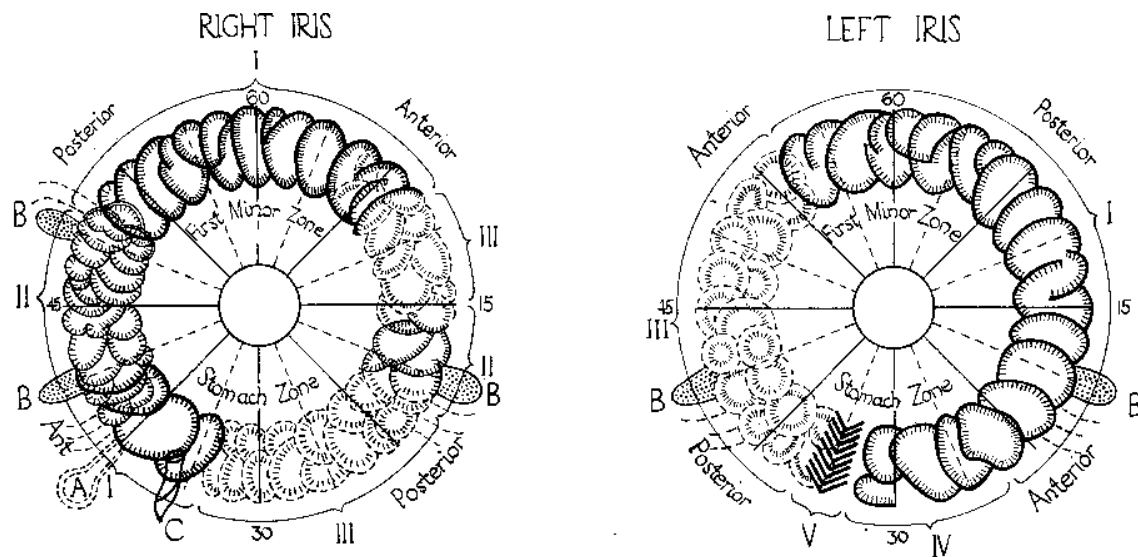 RIGHT IRIS
I
60
Posterior
Anterior
B
First Minor Zone
III
II
45
15
II
B
Stomach Zone
B
Ant.
A
I
C
30
III
Posterior
LEFT IRIS
60
Anterior
Posterior
First Minor Zone
I
45
15
III
B
Stomach Zone
B
Posterior
Anterior
V
30
IV